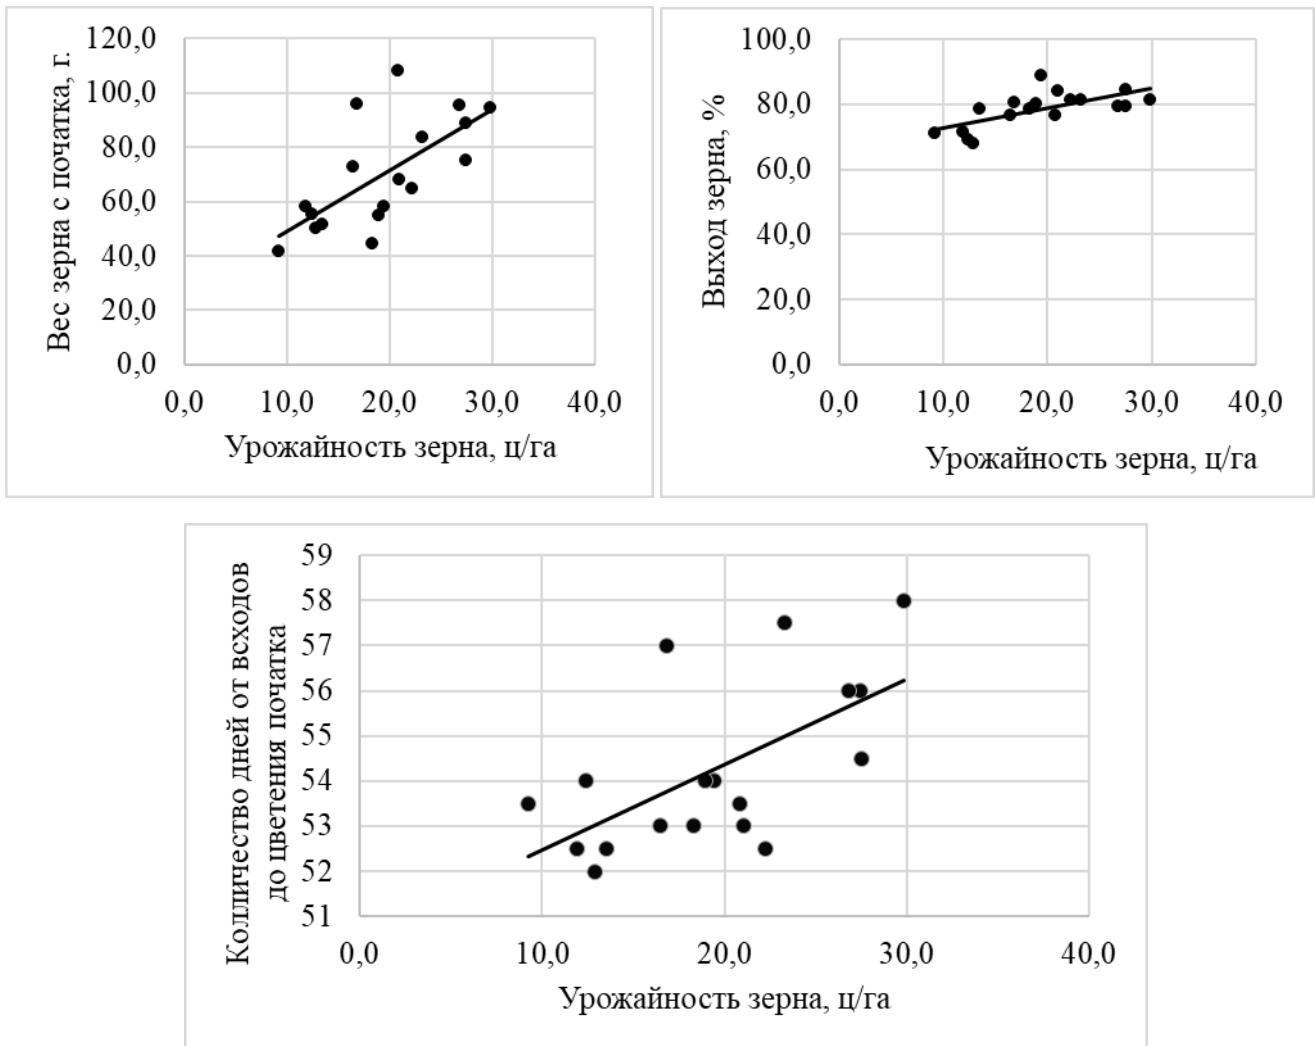 Вес зерна с початка, г.
120,0
100,0
80,0
60,0
40,0
20,0
0,0
0,0 10,0 20,0 30,0 40,0
Урожайность зерна, ц/га
Выход зерна, %
100,0
80,0
60,0
40,0
20,0
0,0
0,0 10,0 20,0 30,0 40,0
Урожайность зерна, ц/га
Колличество дней от всходов
до цветения початка
59
58
57
56
55
54
53
52
51
0,0 10,0 20,0 30,0 40,0
Урожайность зерна, ц/га